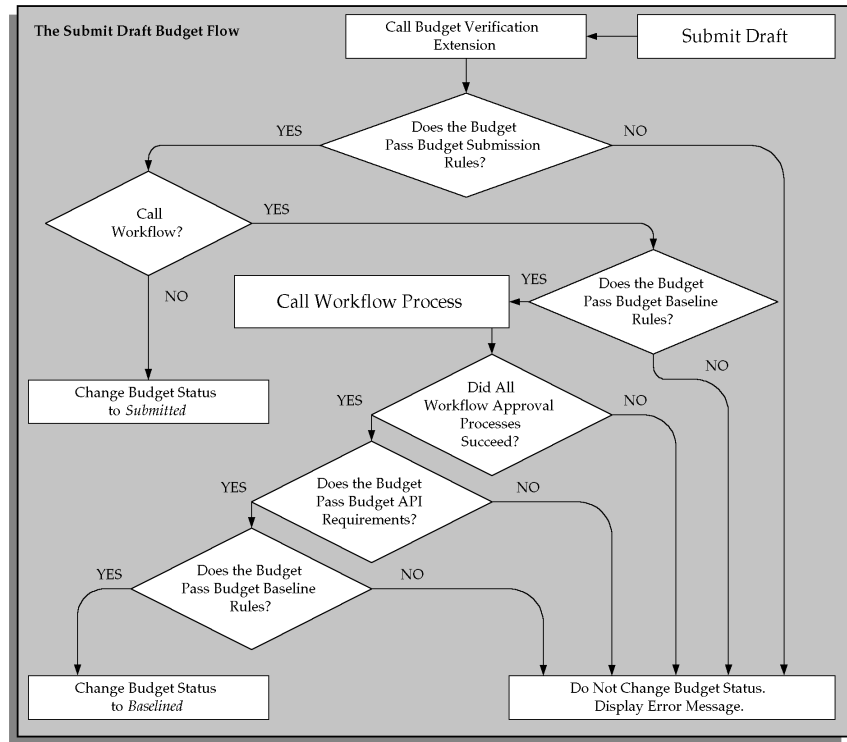 The Submit Draft Budget Flow
Call Budget Verification
Extension
Submit Draft
Does the Budget
Pass Budget Submission
Rules?
YES
NO
Call
Workflow?
YES
NO
Does the Budget
Pass Budget Baseline
Rules?
YES
NO
Call Workflow Process
Change Budget Status
to Submitted
Did All
Workflow Approval
Processes
Succeed?
YES
NO
Does the Budget
Pass Budget API
Requirements?
YES
NO
Does the Budget
Pass Budget Baseline
Rules?
YES
NO
Change Budget Status
to Baselined
Do Not Change Budget Status.
Display Error Message.